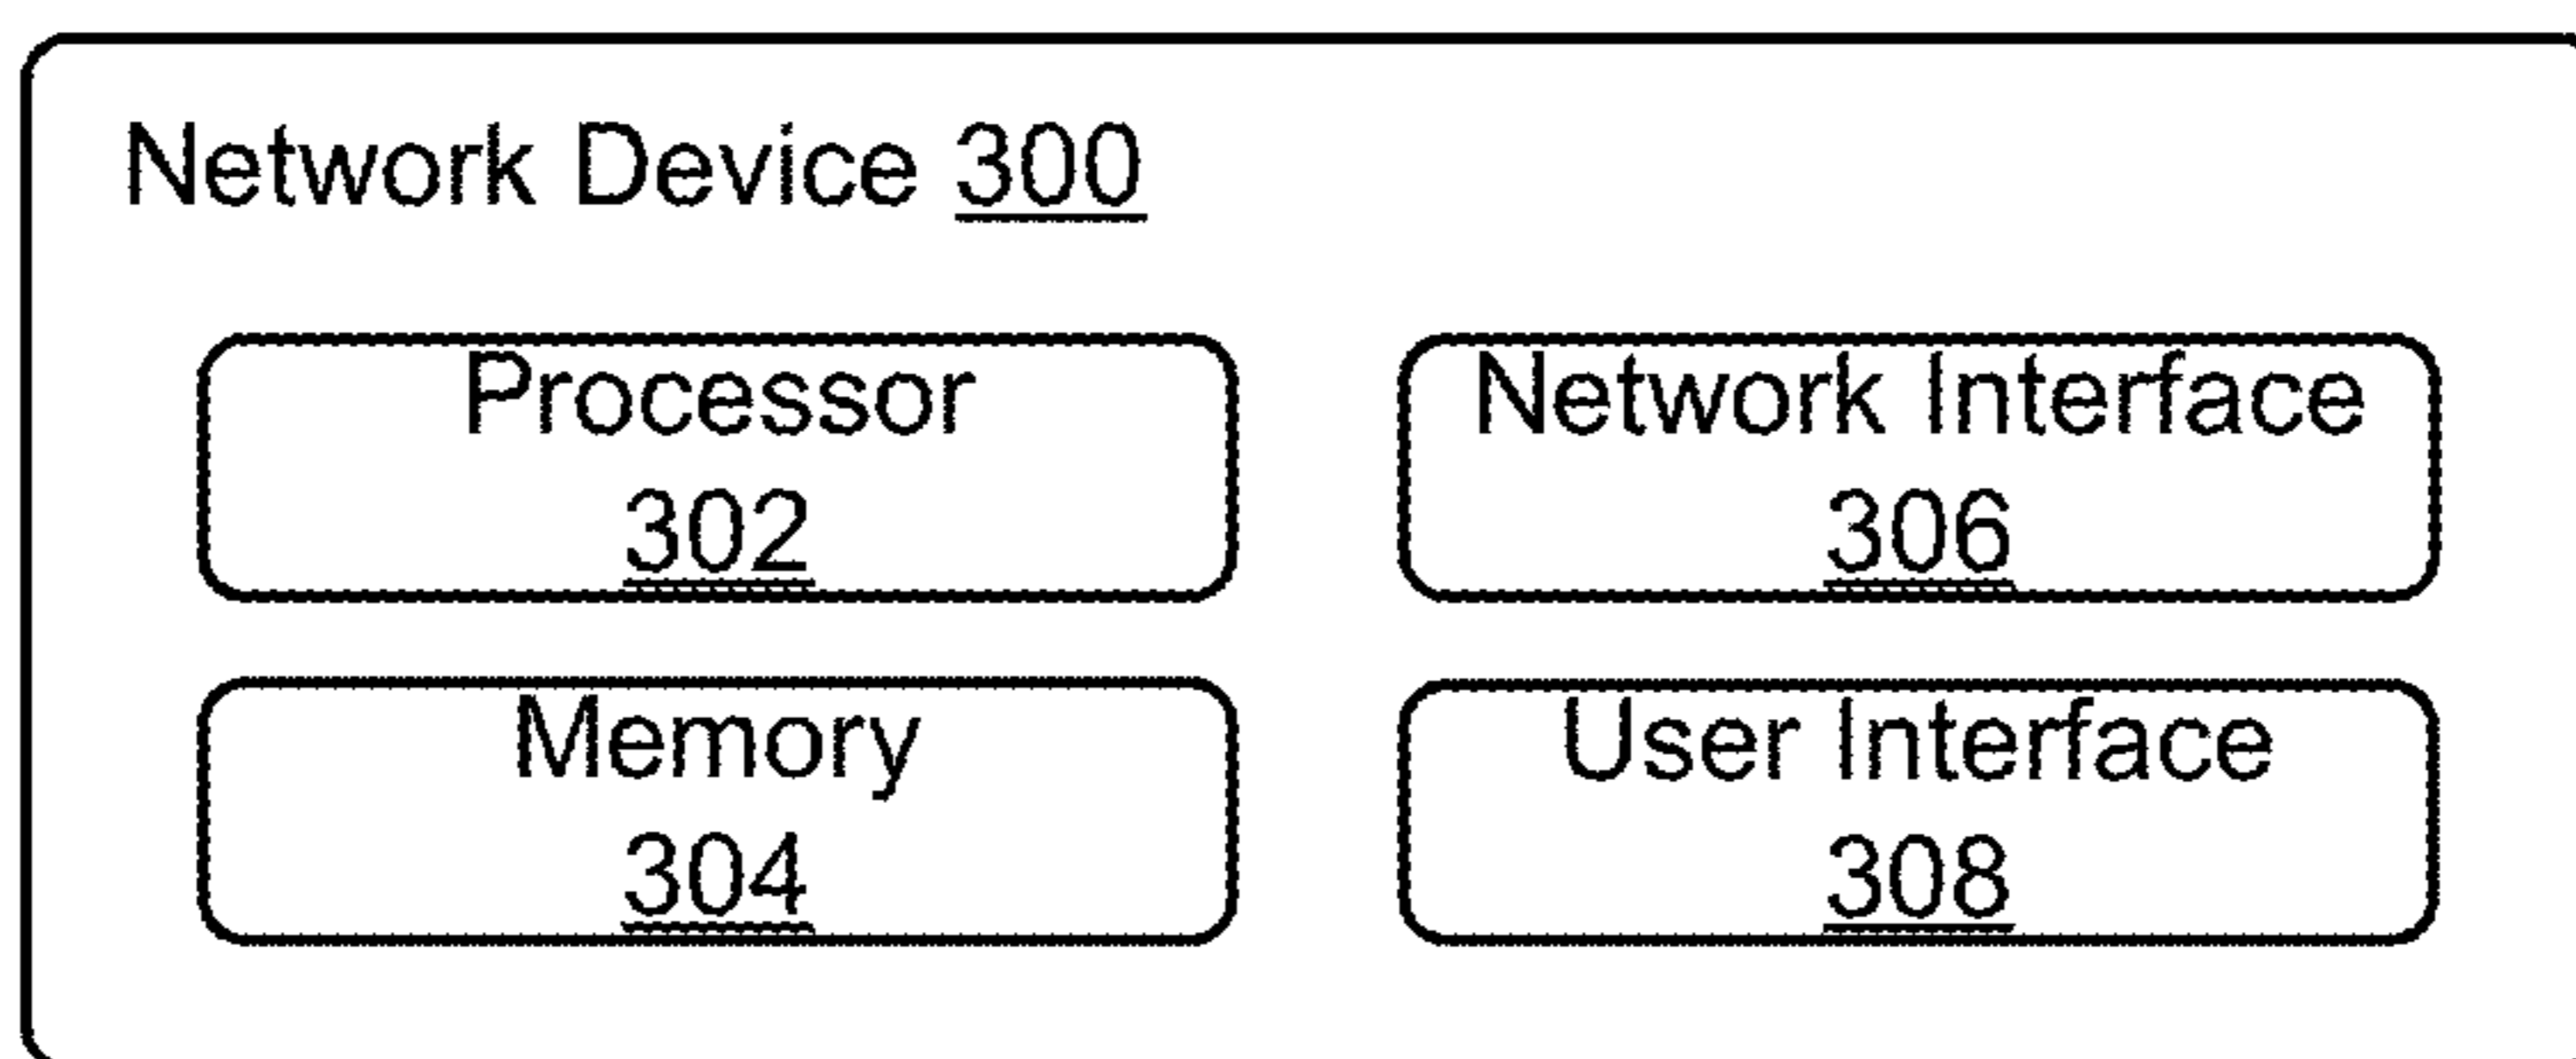 Network Device 300
Processor
302
Network Interface
306
Memory
304
User Interface
308